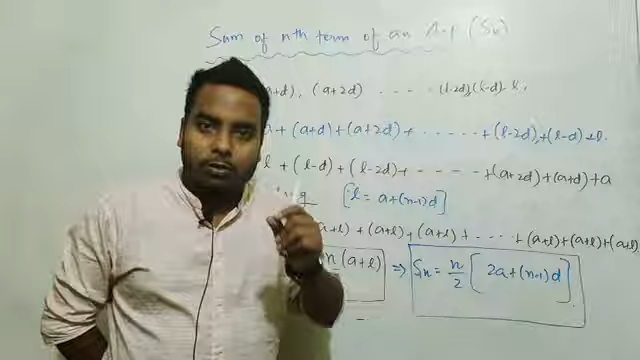 Sum of nth term of an A.P (Sn)
a+d), (a+2d) ..... (l-2d),(l-d) l.
a + (a+d)+(a+2d)+ ...... +(l-2d)+(l-d)+l.
l + (l-d)+(l-2d)+ ..... +(a+2d)+(a+d)+a
[l = a+(n-1)d]
a+l) + (a+l)+(a+l)+ ..... +(a+l)+(a+l)+(a+l)
n(a+l) ⇒ Sn = n/2 [2a+(n-1)d]